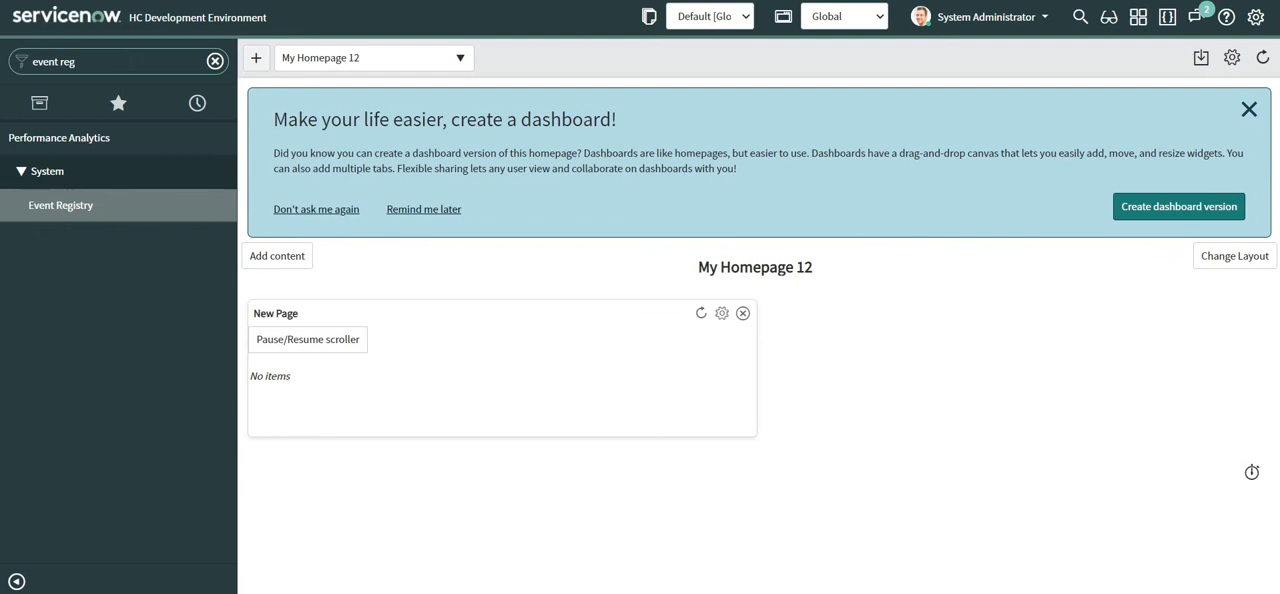 servicenow. HC Development Environment
Default [Glo
Global
System Administrator
2
event reg
Performance Analytics
System
Event Registry
My Homepage 12
Make your life easier, create a dashboard!
Did you know you can create a dashboard version of this homepage? Dashboards are like homepages, but easier to use. Dashboards have a drag-and-drop canvas that lets you easily add, move, and resize widgets. You
can also add multiple tabs. Flexible sharing lets any user view and collaborate on dashboards with you!
Don't ask me again
Remind me later
Create dashboard version
Add content
My Homepage 12
Change Layout
New Page
Pause/Resume scroller
No items